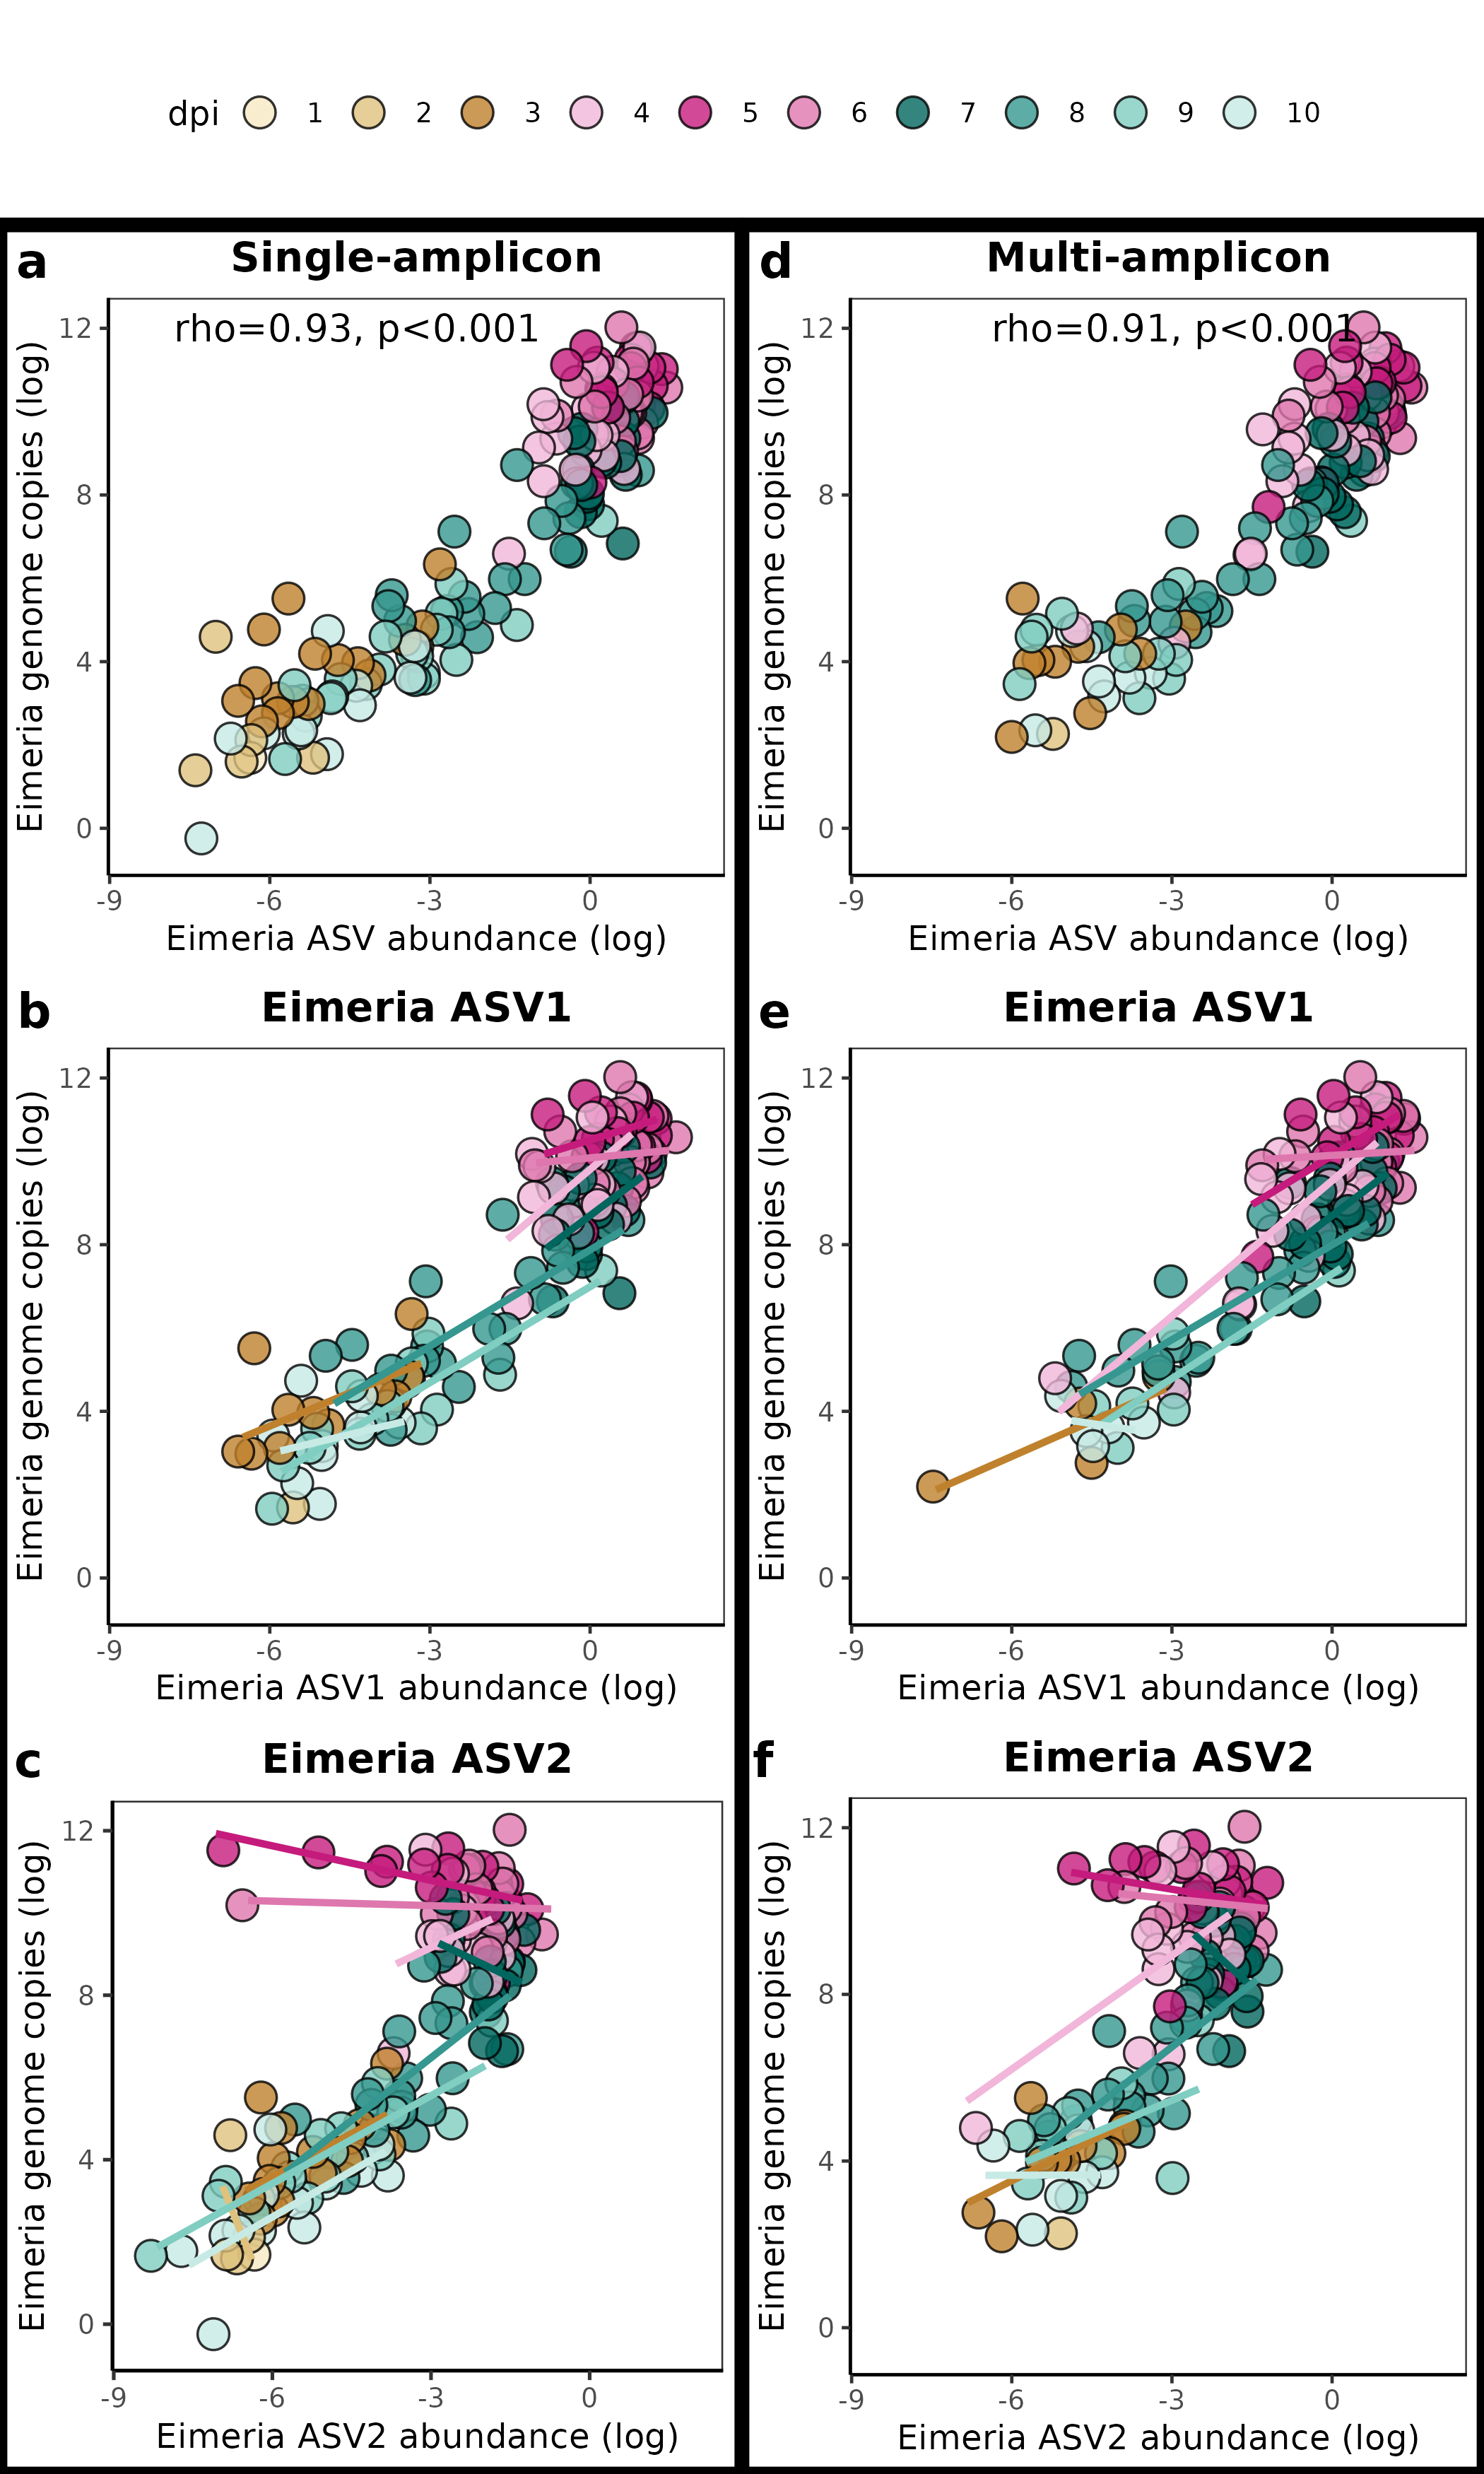 dpi 1 2 3 4 5 6 7 8 9 10
a Single-amplicon
rho=0.93, p<0.001
Eimeria genome copies (log)
12
8
4
0
-9 -6 -3 0
Eimeria ASV abundance (log)
b Eimeria ASV1
Eimeria genome copies (log)
12
8
4
0
-9 -6 -3 0
Eimeria ASV1 abundance (log)
c Eimeria ASV2
Eimeria genome copies (log)
12
8
4
0
-9 -6 -3 0
Eimeria ASV2 abundance (log)
d Multi-amplicon
rho=0.91, p<0.001
Eimeria genome copies (log)
12
8
4
0
-9 -6 -3 0
Eimeria ASV abundance (log)
e Eimeria ASV1
Eimeria genome copies (log)
12
8
4
0
-9 -6 -3 0
Eimeria ASV1 abundance (log)
f Eimeria ASV2
Eimeria genome copies (log)
12
8
4
0
-9 -6 -3 0
Eimeria ASV2 abundance (log)